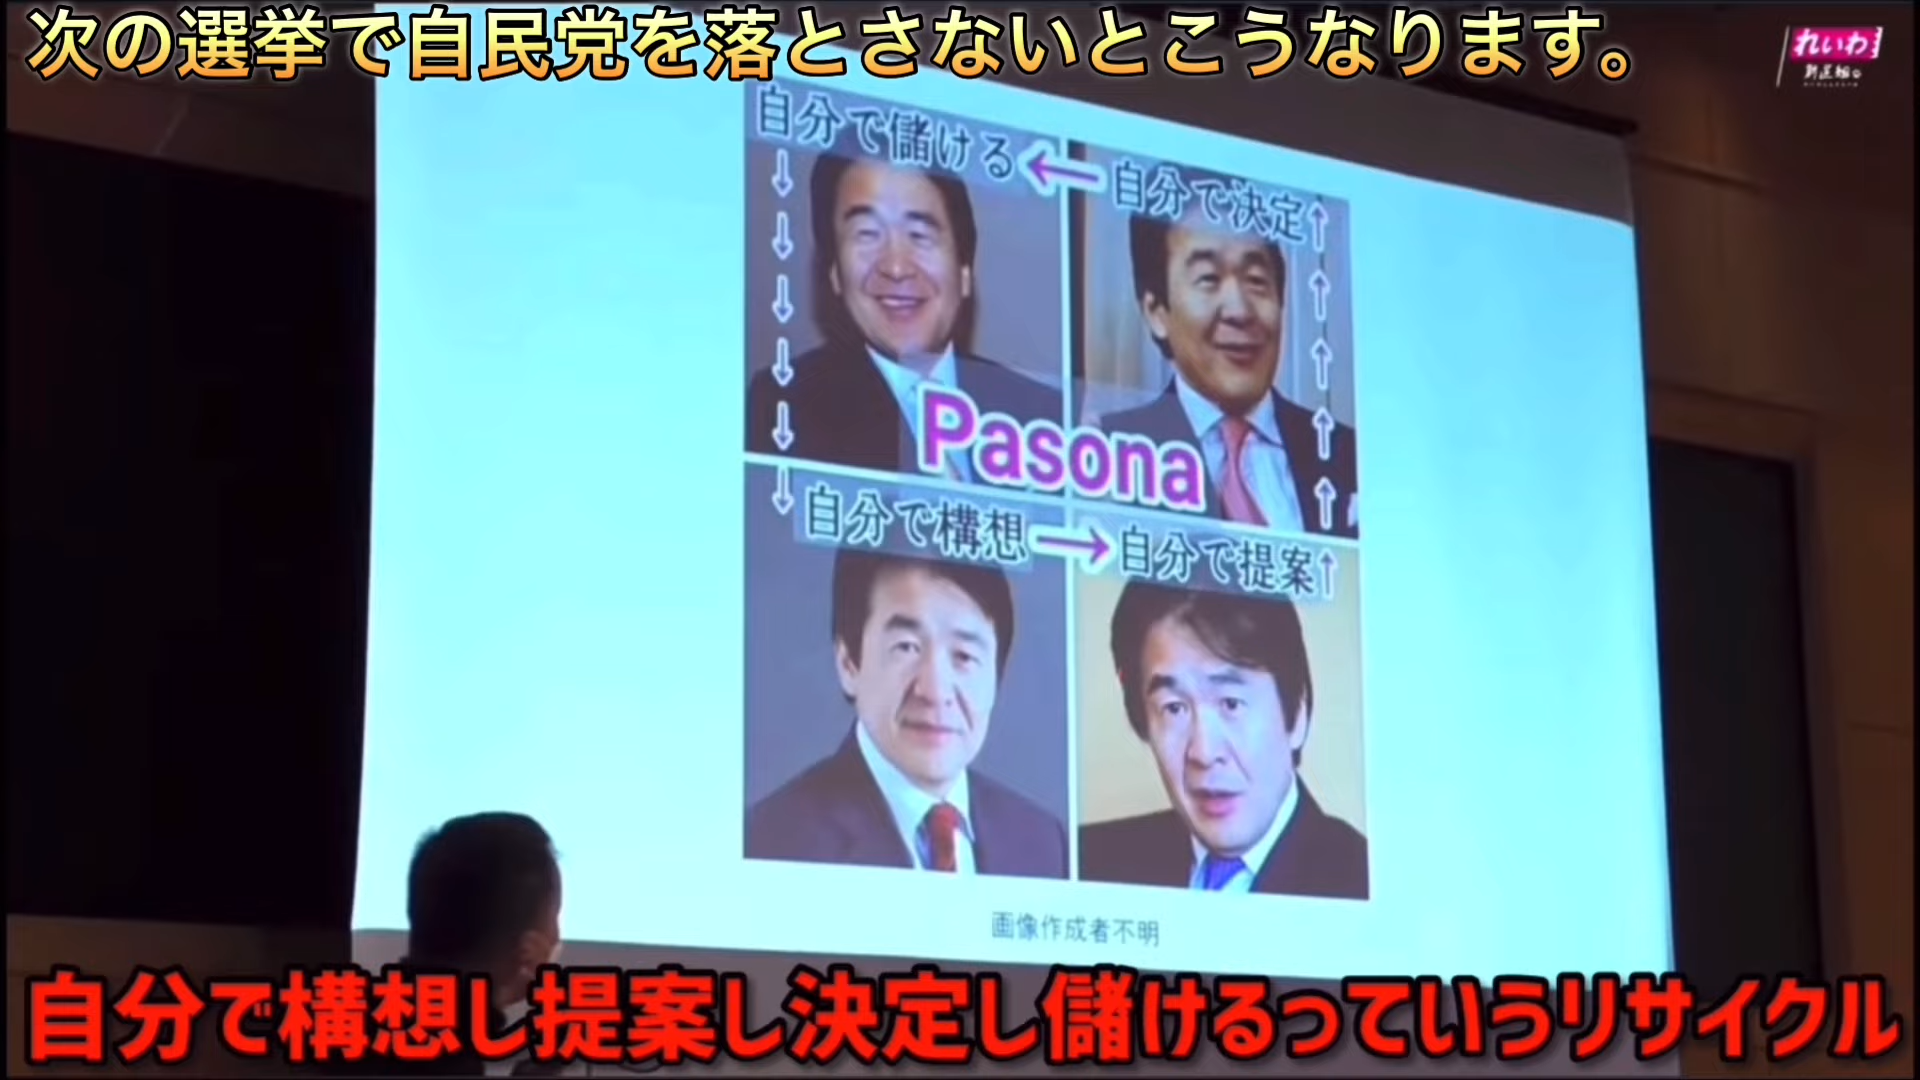 次の選挙で自民党を落とさないとこうなります。
れいわ
新選組
自分で儲ける←自分で決定↑
Pasona
自分で構想→自分で提案↑
画像作成者不明
自分で構想し提案し決定し儲けるっていうリサイクル